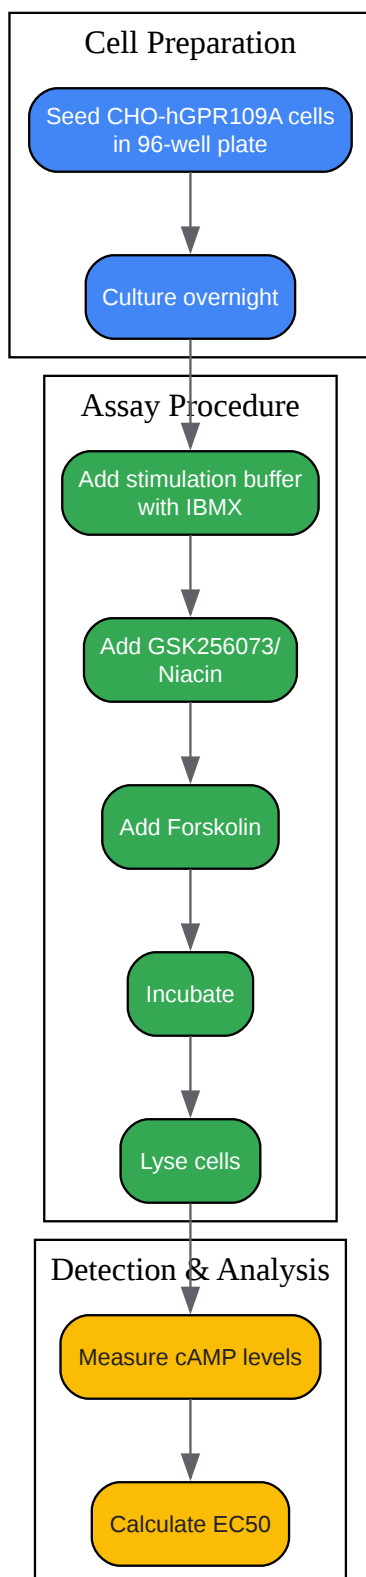 Cell Preparation
Seed CHO-hGPR109A cells
in 96-well plate
Culture overnight
Assay Procedure
Add stimulation buffer
with IBMX
Add GSK256073/
Niacin
Add Forskolin
Incubate
Lyse cells
Detection & Analysis
Measure cAMP levels
Calculate EC50